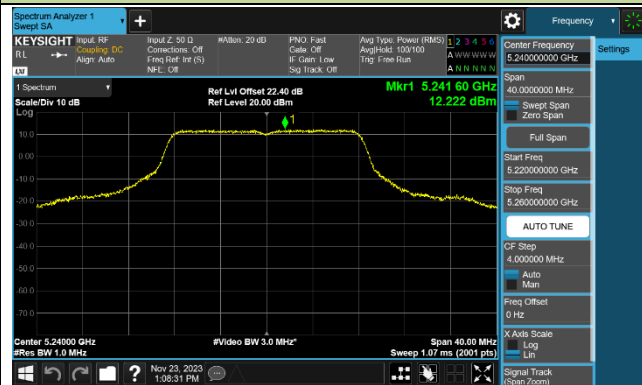 Spectrum Analyzer 1
Swept SA
Frequency
KEYSIGHT
RL
LXI
Input: RF
Coupling: DC
Align: Auto
Input Z: 50 Ω
Corrections: Off
Freq Ref: Int (S)
NFE: Off
#Atten: 20 dB
PNO: Fast
Gate: Off
IF Gain: Low
Sig Track: Off
Avg Type: Power (RMS)
Avg|Hold: 100/100
Trig: Free Run
1 2 3 4 5 6
A W W W W W
A N N N N N
1 Spectrum
Scale/Div 10 dB
Ref Lvl Offset 22.40 dB
Ref Level 20.00 dBm
Mkr1 5.241 60 GHz
12.222 dBm
Log
1
10.0
0.00
-10.0
-20.0
-30.0
-40.0
-50.0
-60.0
-70.0
Center 5.24000 GHz
#Res BW 1.0 MHz
#Video BW 3.0 MHz*
Span 40.00 MHz
Sweep 1.07 ms (2001 pts)
Nov 23, 2023
1:08:31 PM
Center Frequency
5.240000000 GHz
Settings
Span
40.0000000 MHz
Swept Span
Zero Span
Full Span
Start Freq
5.220000000 GHz
Stop Freq
5.260000000 GHz
AUTO TUNE
CF Step
4.000000 MHz
Auto
Man
Freq Offset
0 Hz
X Axis Scale
Log
Lin
Signal Track
(Span Zoom)